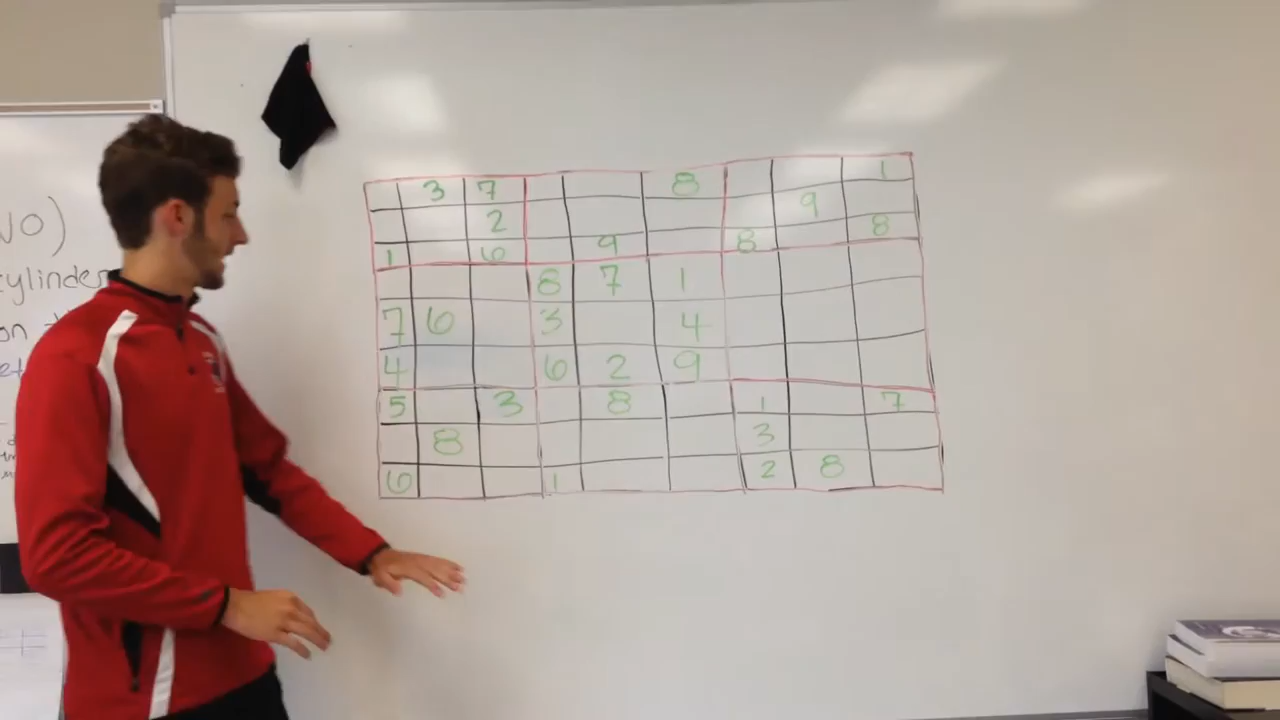 NO)
cylinder
on t
3 7 8 1
2 9
1 6 9 8 8
8 7 1
7 6 3 4
4 6 2 9
5 3 8 1 7
8 3
6 1 2 8